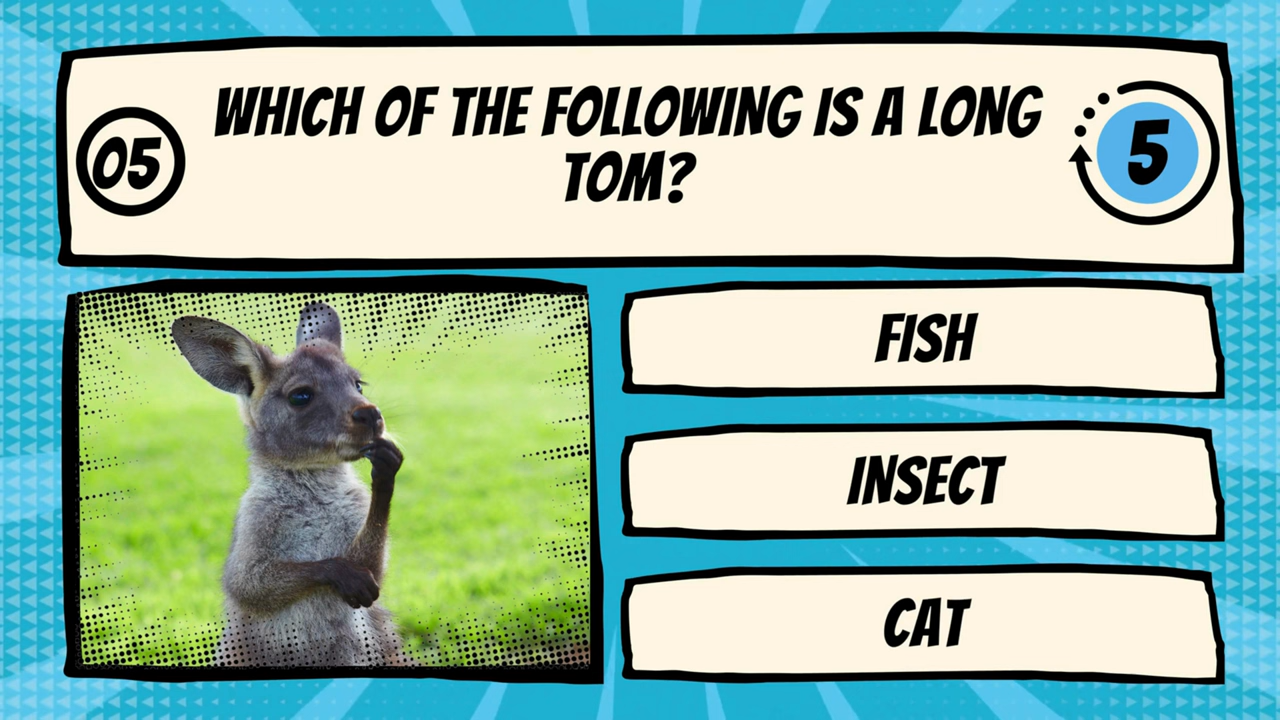 05
WHICH OF THE FOLLOWING IS A LONG
TOM?
5
FISH
INSECT
CAT